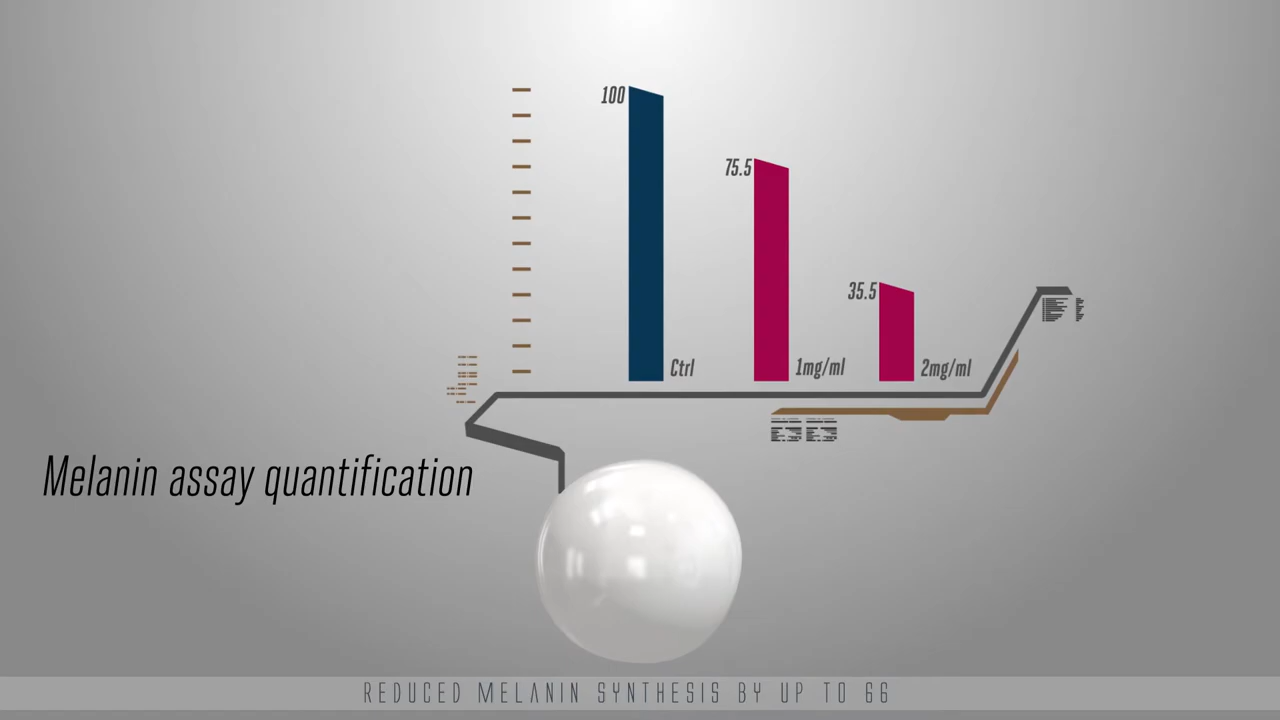 100
75.5
35.5
Ctrl
1mg/ml
2mg/ml
Melanin assay quantification
REDUCED MELANIN SYNTHESIS BY UP TO 66